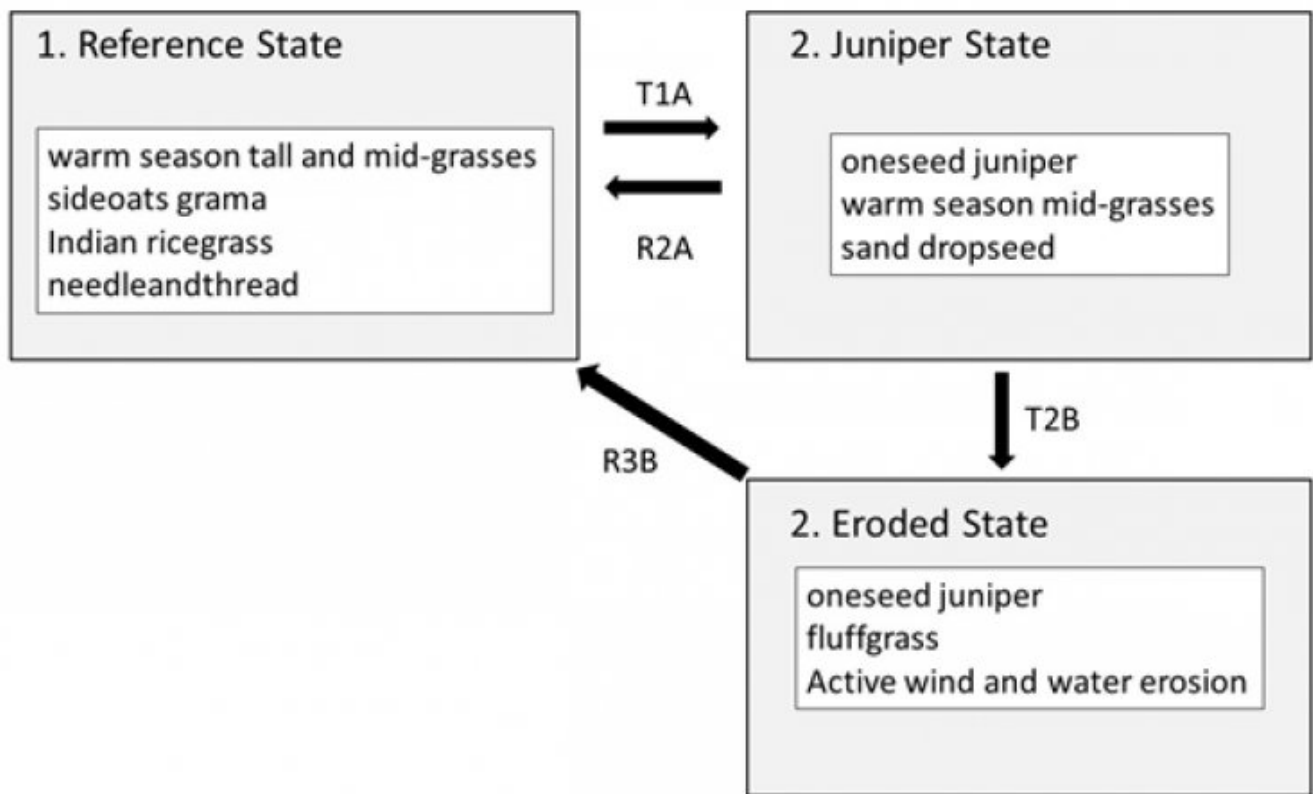 1. Reference State
warm season tall and mid-grasses
sideoats grama
Indian ricegrass
needleandthread
T1A
R2A
2. Juniper State
oneseed juniper
warm season mid-grasses
sand dropseed
T2B
R3B
2. Eroded State
oneseed juniper
fluffgrass
Active wind and water erosion